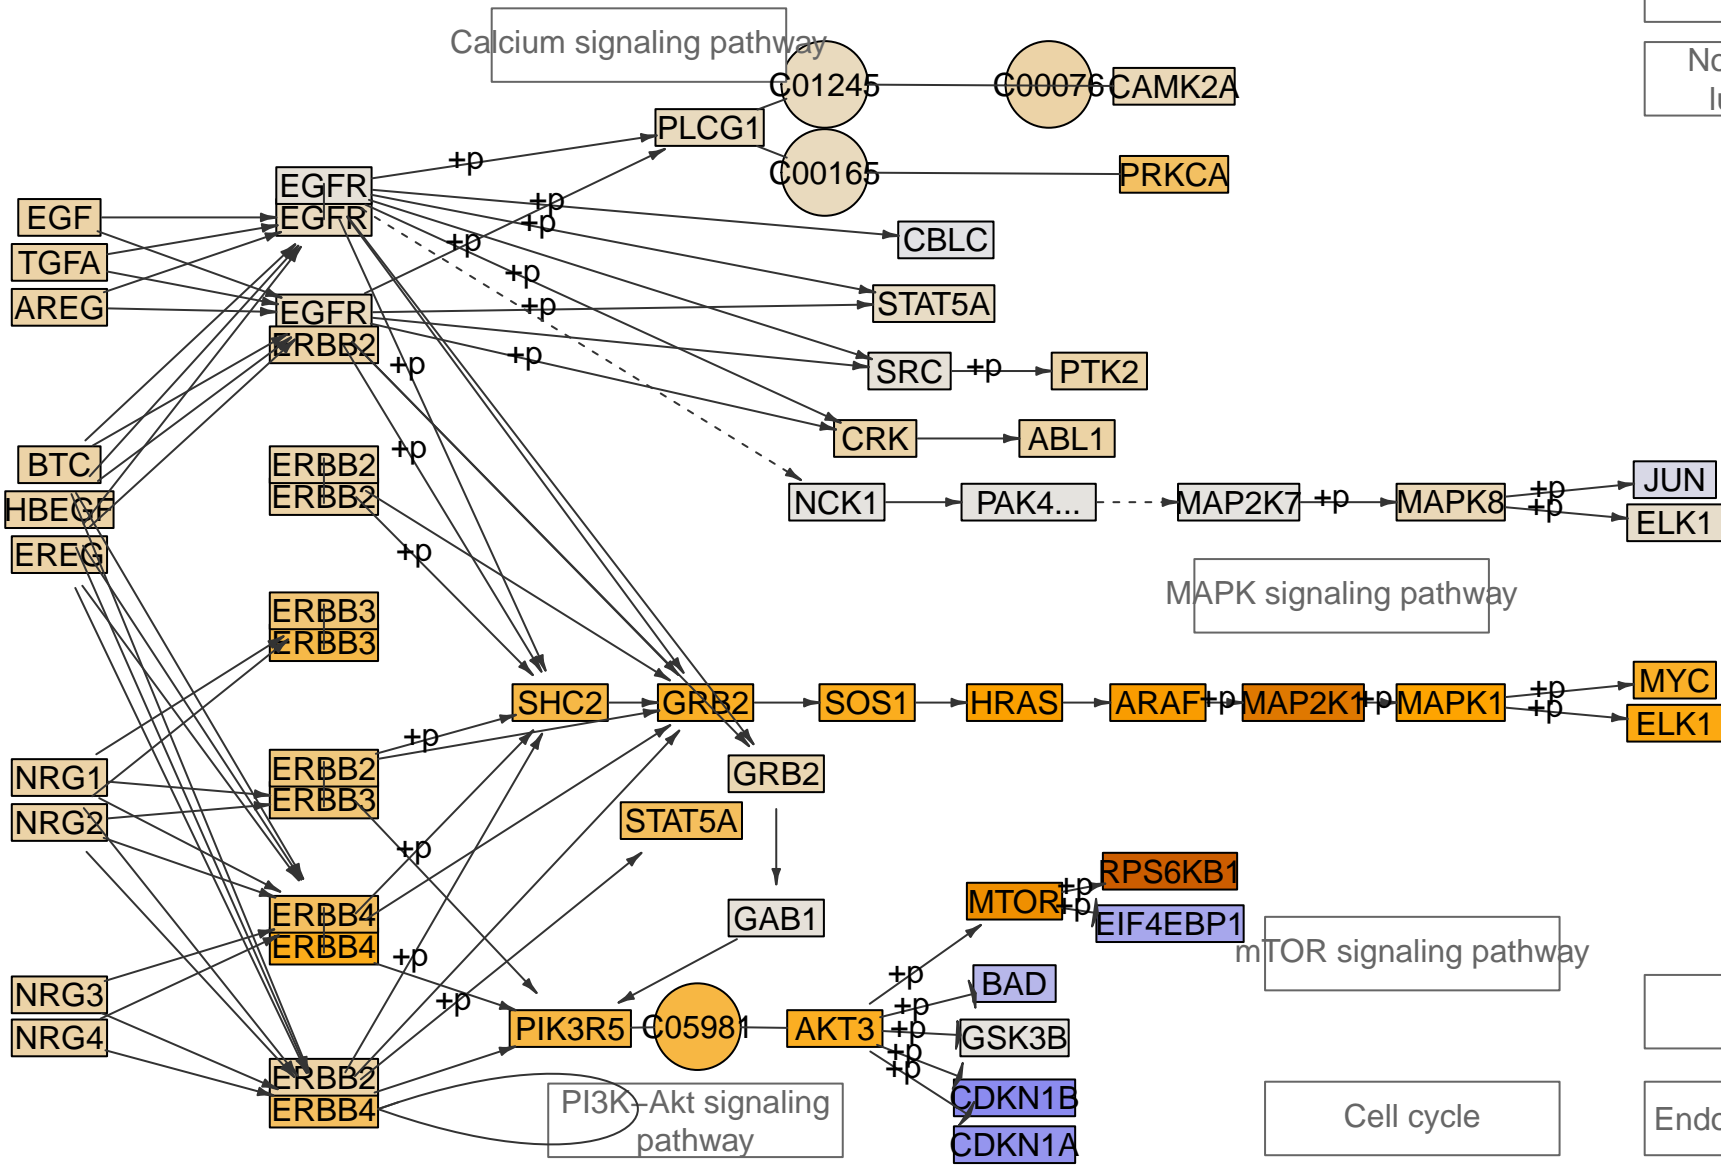 Calcium signaling pathway
C01245
C00076
CAMK2A
PLCG1
C00165
PRKCA
+p
EGFR
EGFR
EGF
TGFA
AREG
+p
+p
+p
CBLC
+p
STAT5A
EGFR
ERBB2
+p
+p
+p
SRC
+p
PTK2
CRK
ABL1
BTC
HBEGF
EREG
ERBB2
ERBB2
+p
NCK1
PAK4...
MAP2K7
+p
MAPK8
+p
+p
JUN
ELK1
+p
MAPK signaling pathway
ERBB3
ERBB3
SHC2
GRB2
SOS1
HRAS
ARAF
+p
MAP2K1
+p
MAPK1
+p
+p
MYC
ELK1
+p
NRG1
NRG2
ERBB2
ERBB3
GRB2
STAT5A
+p
ERBB4
ERBB4
GAB1
MTOR
+p
+p
RPS6KB1
EIF4EBP1
mTOR signaling pathway
+p
+p
NRG3
NRG4
PIK3R5
C05981
AKT3
+p
+p
+p
+p
+p
BAD
GSK3B
CDKN1B
CDKN1A
ERBB2
ERBB4
PI3K–Akt signaling
pathway
Cell cycle